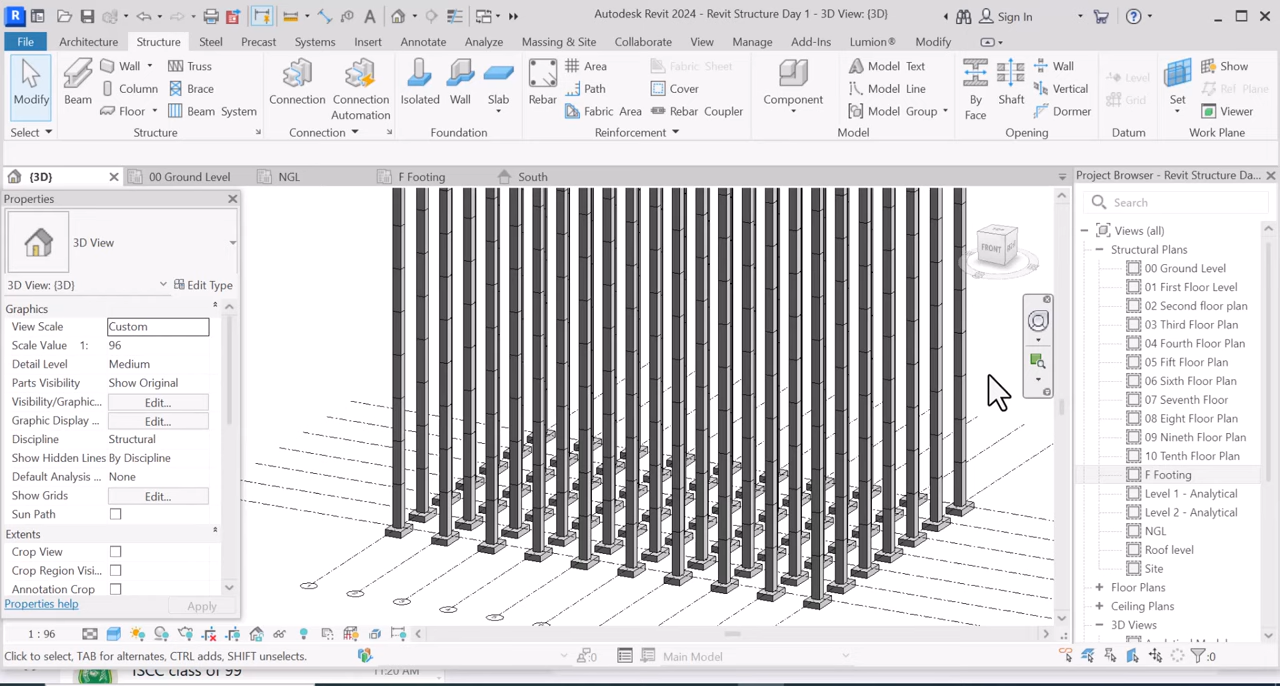 Autodesk Revit 2024 - Revit Structure Day 1 - 3D View: {3D}
Sign In
File Architecture Structure Steel Precast Systems Insert Annotate Analyze Massing & Site Collaborate View Manage Add-Ins Lumion® Modify
Modify
Select
Beam
Wall
Column
Floor
Truss
Brace
Beam System
Structure
Connection
Connection Automation
Connection
Isolated
Wall
Slab
Foundation
Rebar
Area
Path
Fabric Area
Fabric Sheet
Cover
Rebar Coupler
Reinforcement
Component
Model Text
Model Line
Model Group
Model
By Face
Shaft
Wall
Vertical
Dormer
Opening
Level
Grid
Datum
Set
Show
Ref Plane
Viewer
Work Plane
{3D}
00 Ground Level
NGL
F Footing
South
Properties
3D View
3D View: {3D}
Edit Type
Graphics
View Scale Custom
Scale Value 1: 96
Detail Level Medium
Parts Visibility Show Original
Visibility/Graphic... Edit...
Graphic Display ... Edit...
Discipline Structural
Show Hidden Lines By Discipline
Default Analysis ... None
Show Grids Edit...
Sun Path
Extents
Crop View
Crop Region Visi...
Annotation Crop
Properties help
Apply
FRONT
Project Browser - Revit Structure Da...
Search
Views (all)
Structural Plans
00 Ground Level
01 First Floor Level
02 Second floor plan
03 Third Floor Plan
04 Fourth Floor Plan
05 Fift Floor Plan
06 Sixth Floor Plan
07 Seventh Floor
08 Eight Floor Plan
09 Nineth Floor Plan
10 Tenth Floor Plan
F Footing
Level 1 - Analytical
Level 2 - Analytical
NGL
Roof level
Site
Floor Plans
Ceiling Plans
3D Views
1 : 96
Click to select, TAB for alternates, CTRL adds, SHIFT unselects.
:0
Main Model
:0
TSCC class of 99
11:20 AM